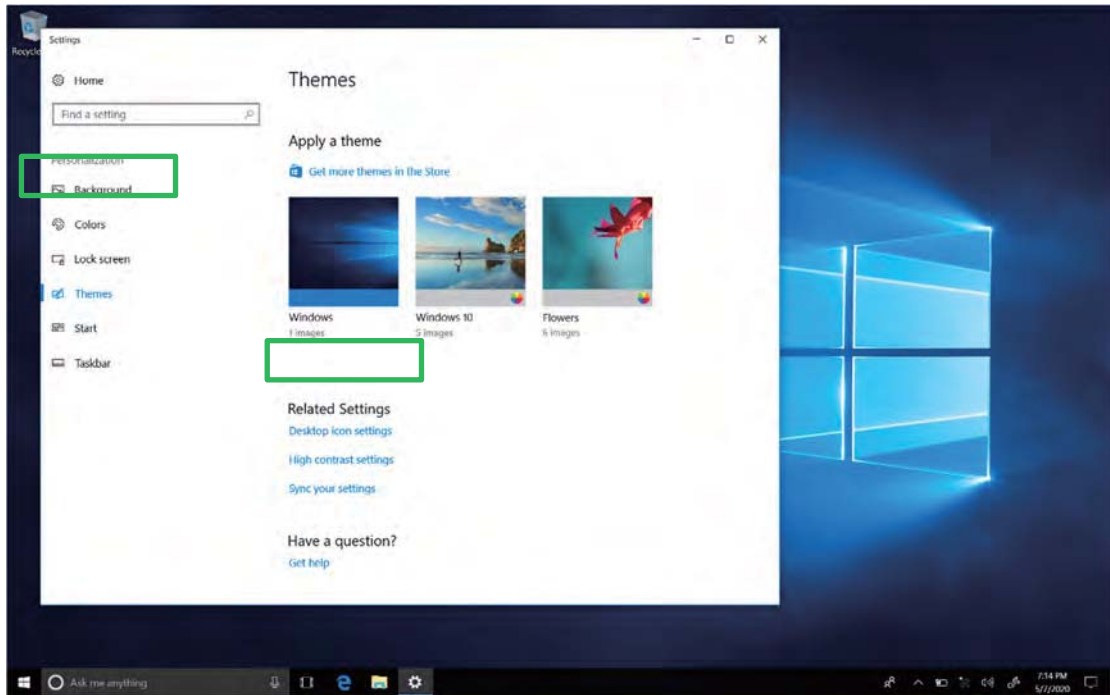 Recycle
Settings
Home
Find a setting
Personalization
Background
Colors
Lock screen
Themes
Start
Taskbar
Themes
Apply a theme
Get more themes in the Store
Windows
1 images
Windows 10
5 images
Flowers
6 images
Related Settings
Desktop icon settings
High contrast settings
Sync your settings
Have a question?
Get help
Ask me anything
7:14 PM
5/7/2020